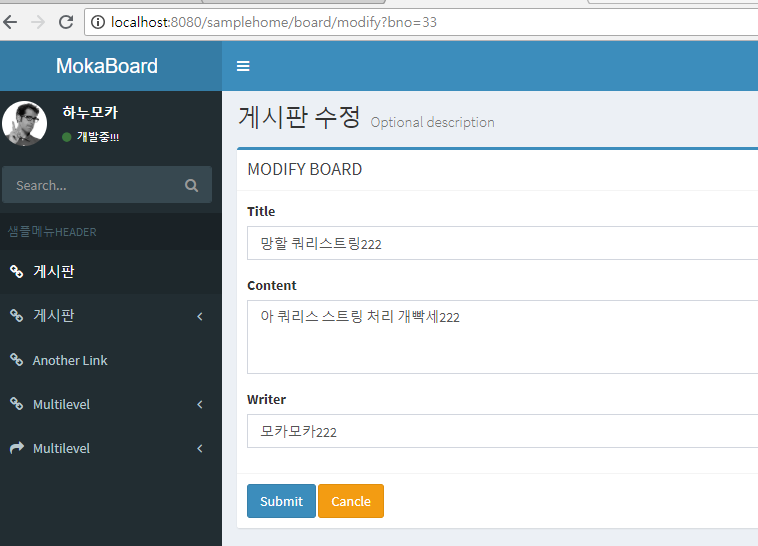 localhost:8080/samplehome/board/modify?bno=33
MokaBoard
하누모카
개발중!!!
Search...
샘플메뉴HEADER
게시판
게시판
Another Link
Multilevel
Multilevel
게시판 수정 Optional description
MODIFY BOARD
Title
망할 쿼리스트링222
Content
아 쿼리스 스트링 처리 개빡세222
Writer
모카모카222
Submit Cancle